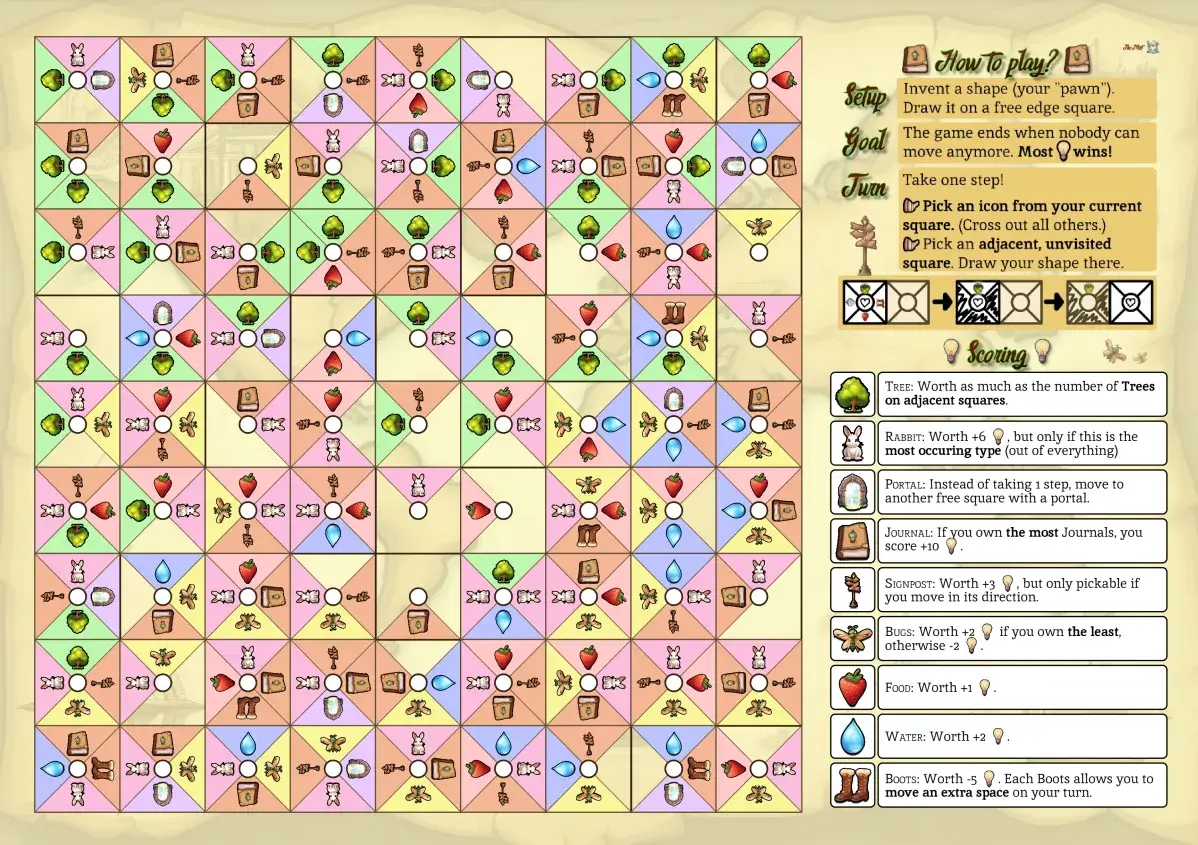 How to play?
Setup
Invent a shape (your "pawn").
Draw it on a free edge square.
Goal
The game ends when nobody can
move anymore. Most wins!
Turn
Take one step!
Pick an icon from your current
square. (Cross out all others.)
Pick an adjacent, unvisited
square. Draw your shape there.
Scoring
TREE: Worth as much as the number of Trees
on adjacent squares.
RABBIT: Worth +6 , but only if this is the
most occuring type (out of everything)
PORTAL: Instead of taking 1 step, move to
another free square with a portal.
JOURNAL: If you own the most Journals, you
score +10 .
SIGNPOST: Worth +3 , but only pickable if
you move in its direction.
BUGS: Worth +2 if you own the least,
otherwise -2 .
FOOD: Worth +1 .
WATER: Worth +2 .
BOOTS: Worth -5 . Each Boots allows you to
move an extra space on your turn.